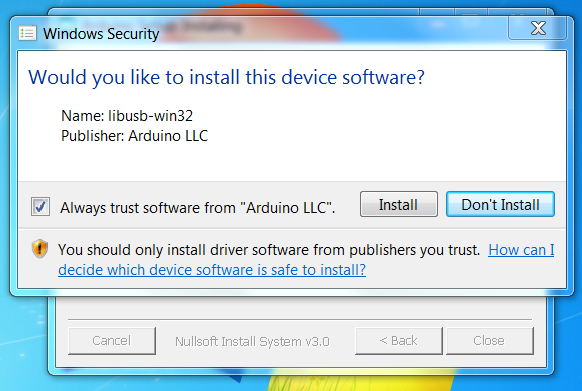 Windows Security
Would you like to install this device software?
Name: libusb-win32
Publisher: Arduino LLC
Always trust software from "Arduino LLC".
Install
Don't Install
You should only install driver software from publishers you trust. How can I
decide which device software is safe to install?
Cancel
Nullsoft Install System v3.0
< Back
Close